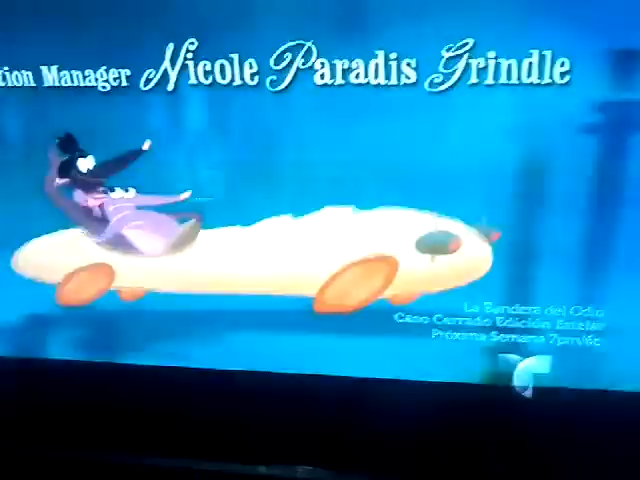 tion Manager Nicole Paradis Grindle
La Bandera del Odio
Caso Cerrado Edición Estelar
Próxima Semana 7pm/6c